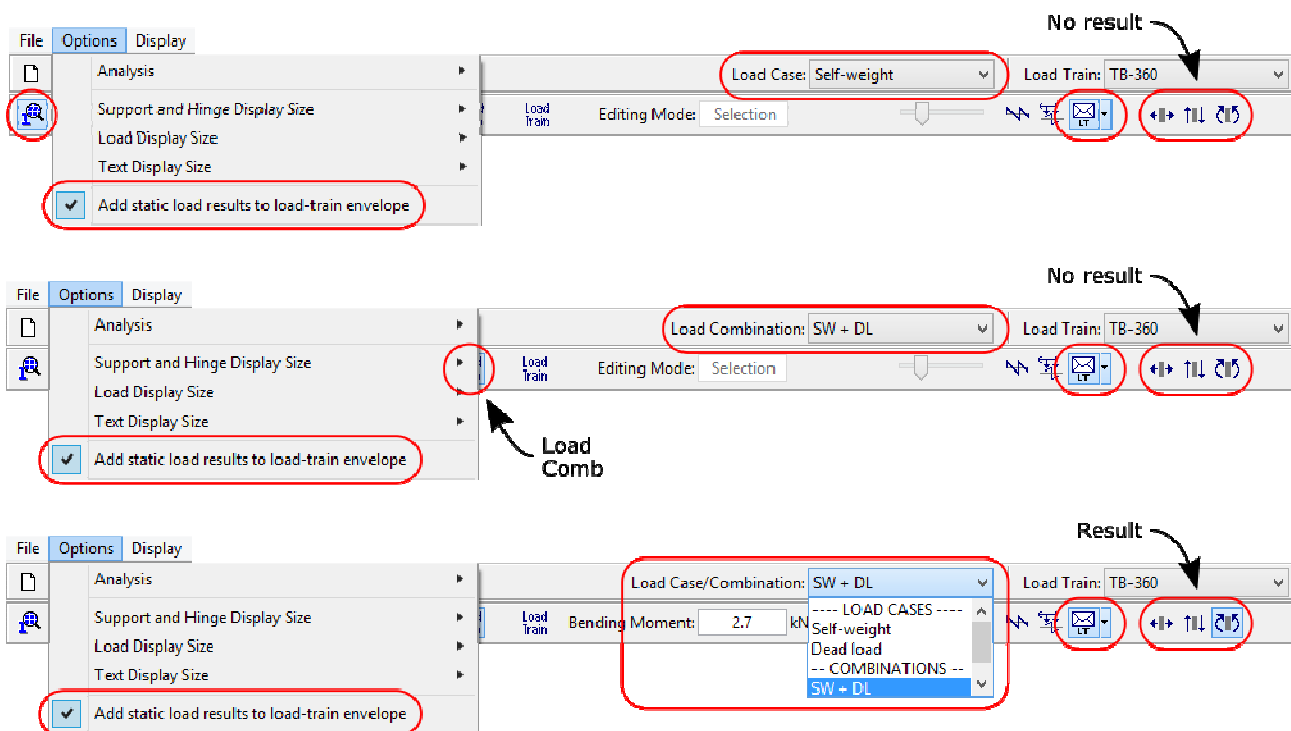 No result
File Options Display
Analysis Load Case: Self-weight Load Train: TB-360
Support and Hinge Display Size Load Train Editing Mode: Selection LT
Load Display Size
Text Display Size
Add static load results to load-train envelope
No result
File Options Display
Analysis Load Combination: SW + DL Load Train: TB-360
Support and Hinge Display Size Load Train Editing Mode: Selection LT
Load Display Size
Text Display Size
Add static load results to load-train envelope
Load
Comb
Result
File Options Display
Analysis Load Case/Combination: SW + DL Load Train: TB-360
---- LOAD CASES ----
Support and Hinge Display Size Load Train Bending Moment: 2.7 kN Self-weight LT
Load Display Size Dead load
-- COMBINATIONS --
Text Display Size SW + DL
Add static load results to load-train envelope